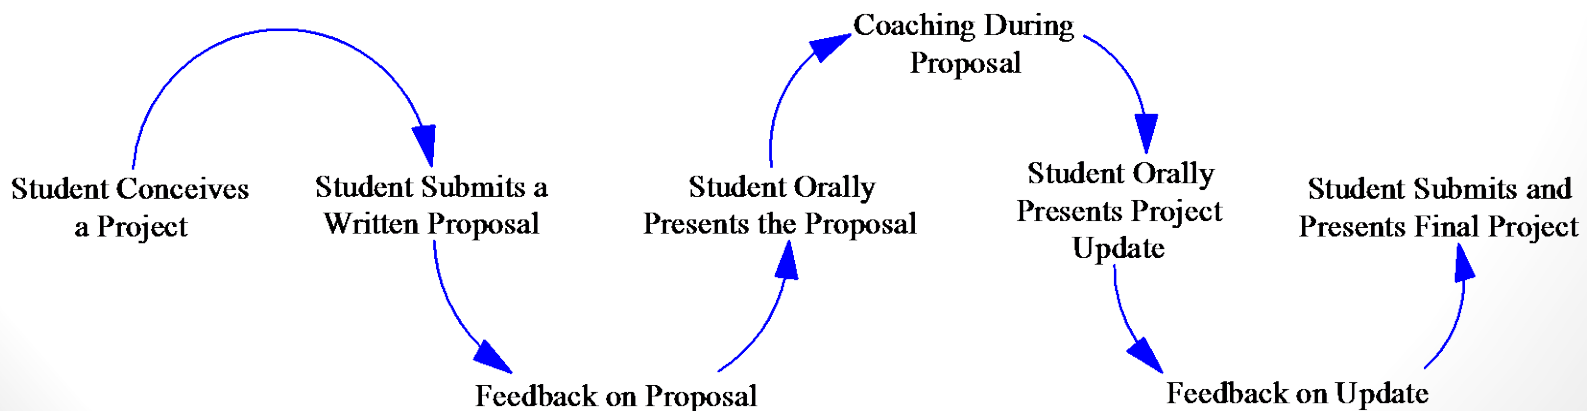 Student Conceives
a Project
Student Submits a
Written Proposal
Feedback on Proposal
Student Orally
Presents the Proposal
Coaching During
Proposal
Student Orally
Presents Project
Update
Feedback on Update
Student Submits and
Presents Final Project